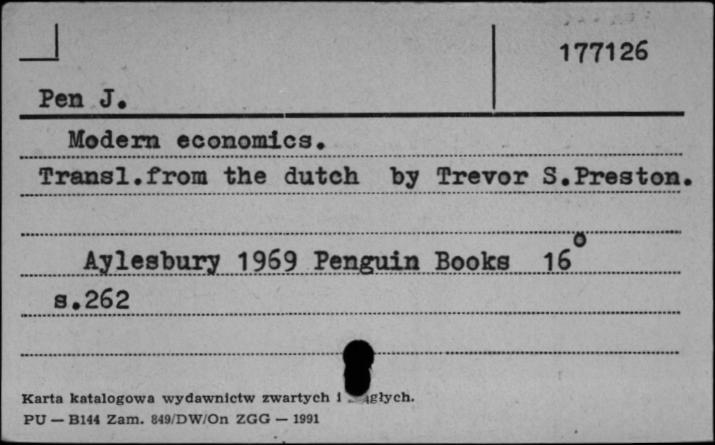 177126
Pen J.
Modern economics.
Transl.from the dutch by Trevor S.Preston.
Aylesbury 1969 Penguin Books 16°
s.262
Karta katalogowa wydawnictw zwartych i
PU — B144 Zam. 849/DW/On ZGG — 1991